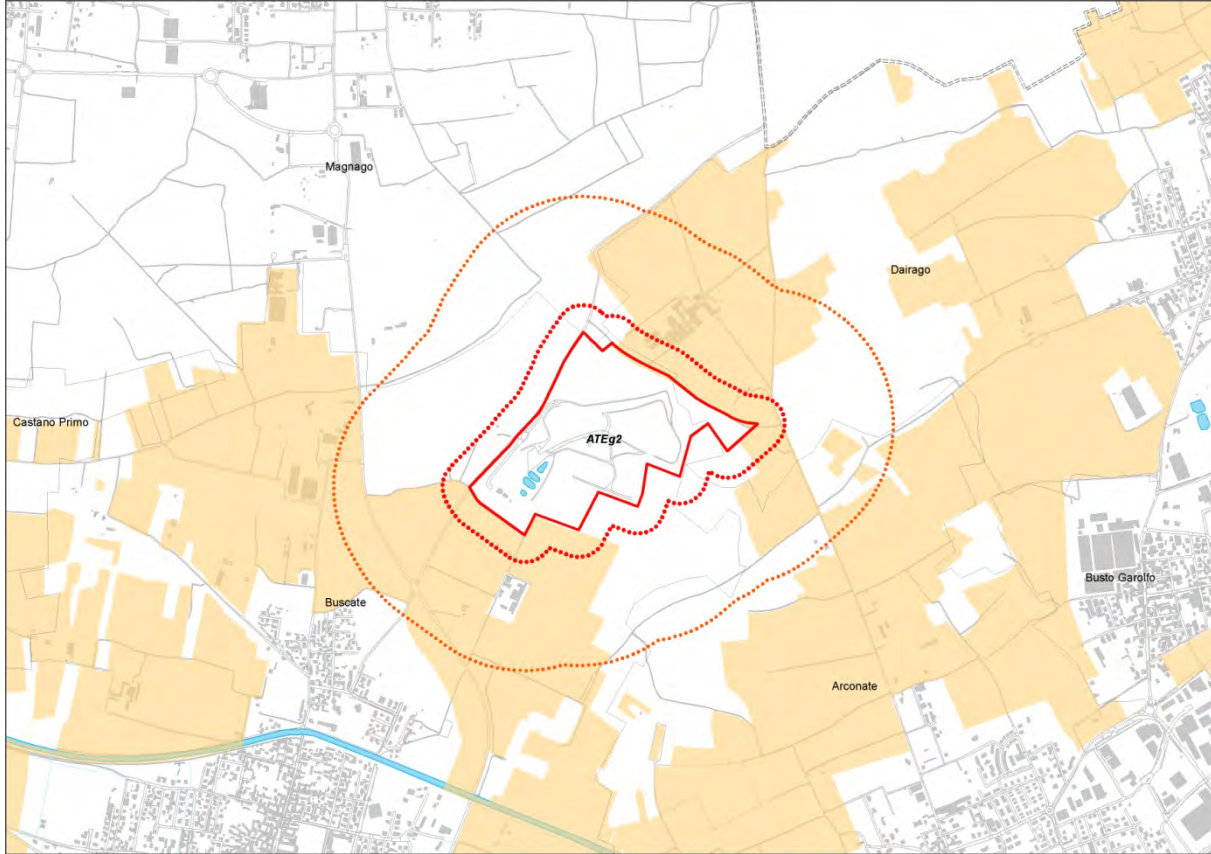 Magnago
Dairago
Castano Primo
ATEg2
Busto Garolfo
Buscate
Arconate